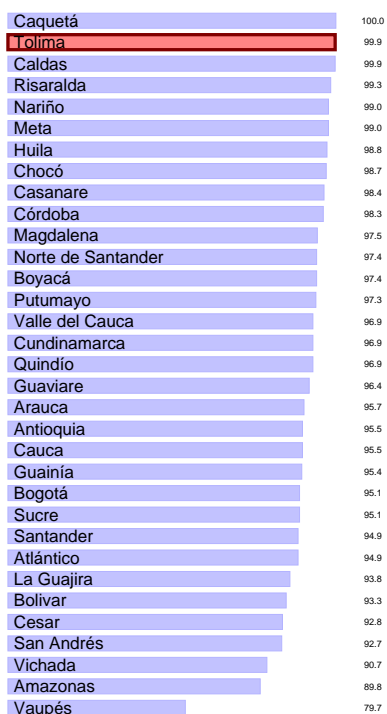 Caquetá 100.0
Tolima 99.9
Caldas 99.9
Risaralda 99.3
Nariño 99.0
Meta 99.0
Huila 98.8
Chocó 98.7
Casanare 98.4
Córdoba 98.3
Magdalena 97.5
Norte de Santander 97.4
Boyacá 97.4
Putumayo 97.3
Valle del Cauca 96.9
Cundinamarca 96.9
Quindío 96.9
Guaviare 96.4
Arauca 95.7
Antioquia 95.5
Cauca 95.5
Guainía 95.4
Bogotá 95.1
Sucre 95.1
Santander 94.9
Atlántico 94.9
La Guajira 93.8
Bolivar 93.3
Cesar 92.8
San Andrés 92.7
Vichada 90.7
Amazonas 89.8
Vaupés 79.7